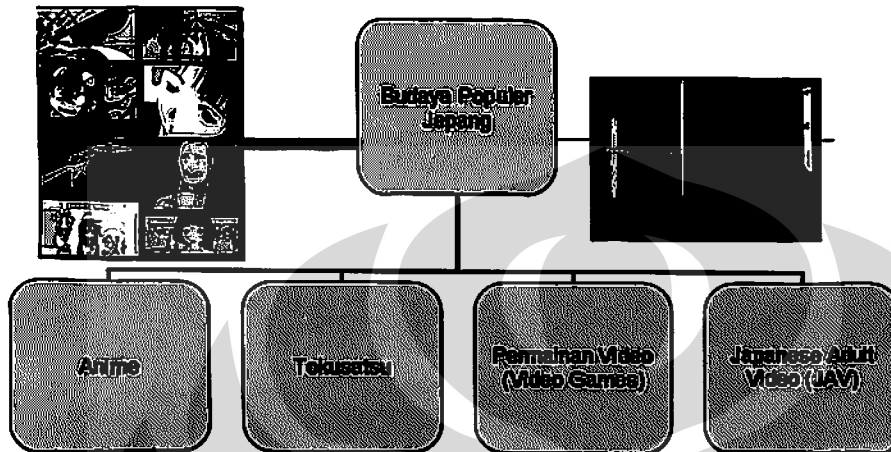 Budaya Populer
Jepang
Anime
Tokusatsu
Permainan Video
(Video Games)
Japanese Adult
Video (JAV)